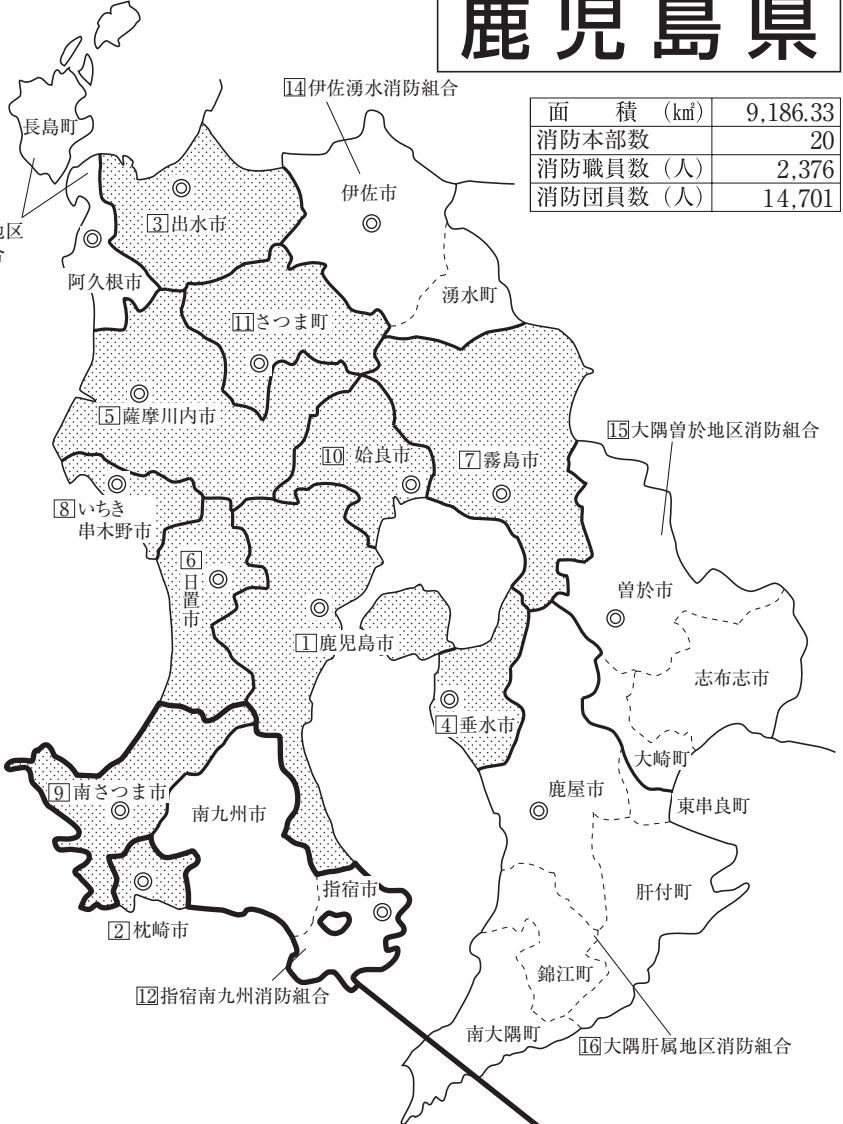 鹿児島県
面積(㎢) 9,186.33
消防本部数 20
消防職員数(人) 2,376
消防団員数(人) 14,701
14伊佐湧水消防組合
長島町
伊佐市
3出水市
地区
合
阿久根市
湧水町
11さつま町
5薩摩川内市
15大隅曽於地区消防組合
10 姶良市
7霧島市
8いちき
串木野市
6日置市
曽於市
1鹿児島市
志布志市
4垂水市
大崎町
9南さつま市
鹿屋市
東串良町
南九州市
指宿市
肝付町
2枕崎市
錦江町
12指宿南九州消防組合
南大隅町
16大隅肝属地区消防組合